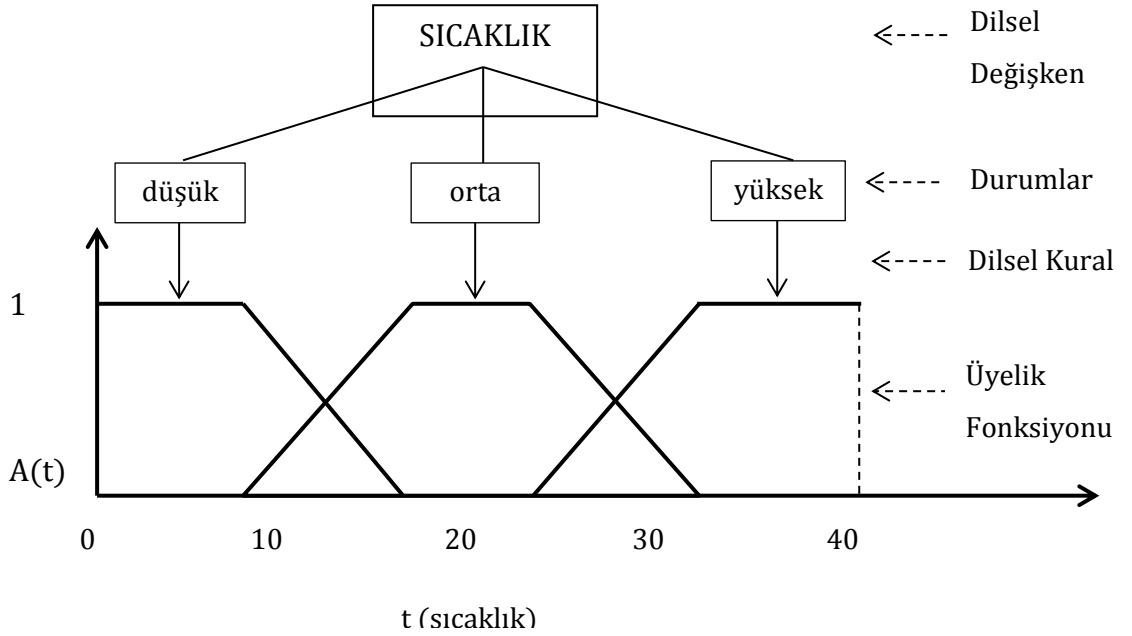 SICAKLIK
Dilsel
Değişken
düşük
orta
yüksek
Durumlar
Dilsel Kural
1
Üyelik
Fonksiyonu
A(t)
0 10 20 30 40
t (sıcaklık)